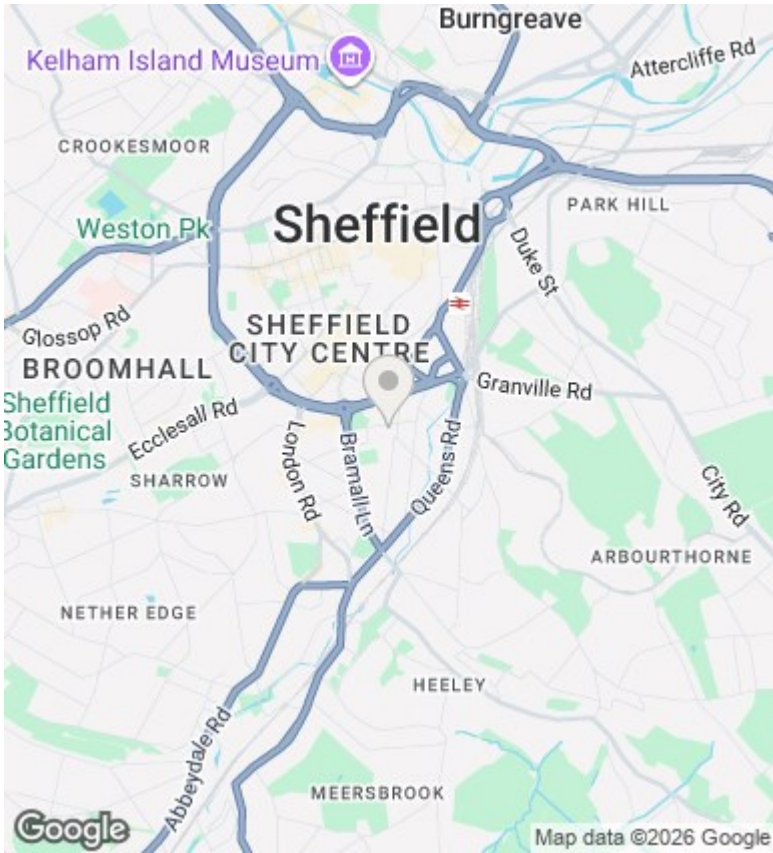 Burngreave
Kelham Island Museum
Attercliffe Rd
CROOKESMOOR
Weston Pk
Sheffield
PARK HILL
Duke St
Glossop Rd
SHEFFIELD
CITY CENTRE
BROOMHALL
Granville Rd
Sheffield
Botanical
Gardens
Ecclesall Rd
London Rd
Bramall Ln
Queens Rd
City Rd
SHARROW
ARBOURTHORNE
NETHER EDGE
HEELEY
Abbeydale Rd
MEERSBROOK
Google
Map data ©2026 Google